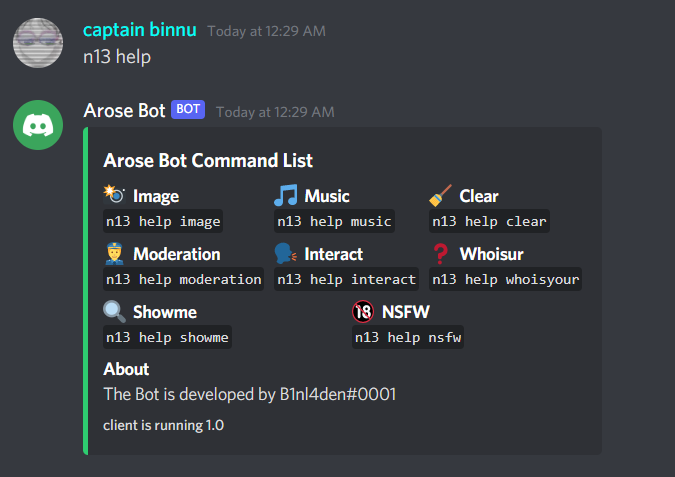 captain binnu Today at 12:29 AM
n13 help
Arose Bot BOT Today at 12:29 AM
Arose Bot Command List
Image Music Clear
n13 help image n13 help music n13 help clear
Moderation Interact Whoisur
n13 help moderation n13 help interact n13 help whoisyour
Showme 18 NSFW
n13 help showme n13 help nsfw
About
The Bot is developed by B1nl4den#0001
client is running 1.0